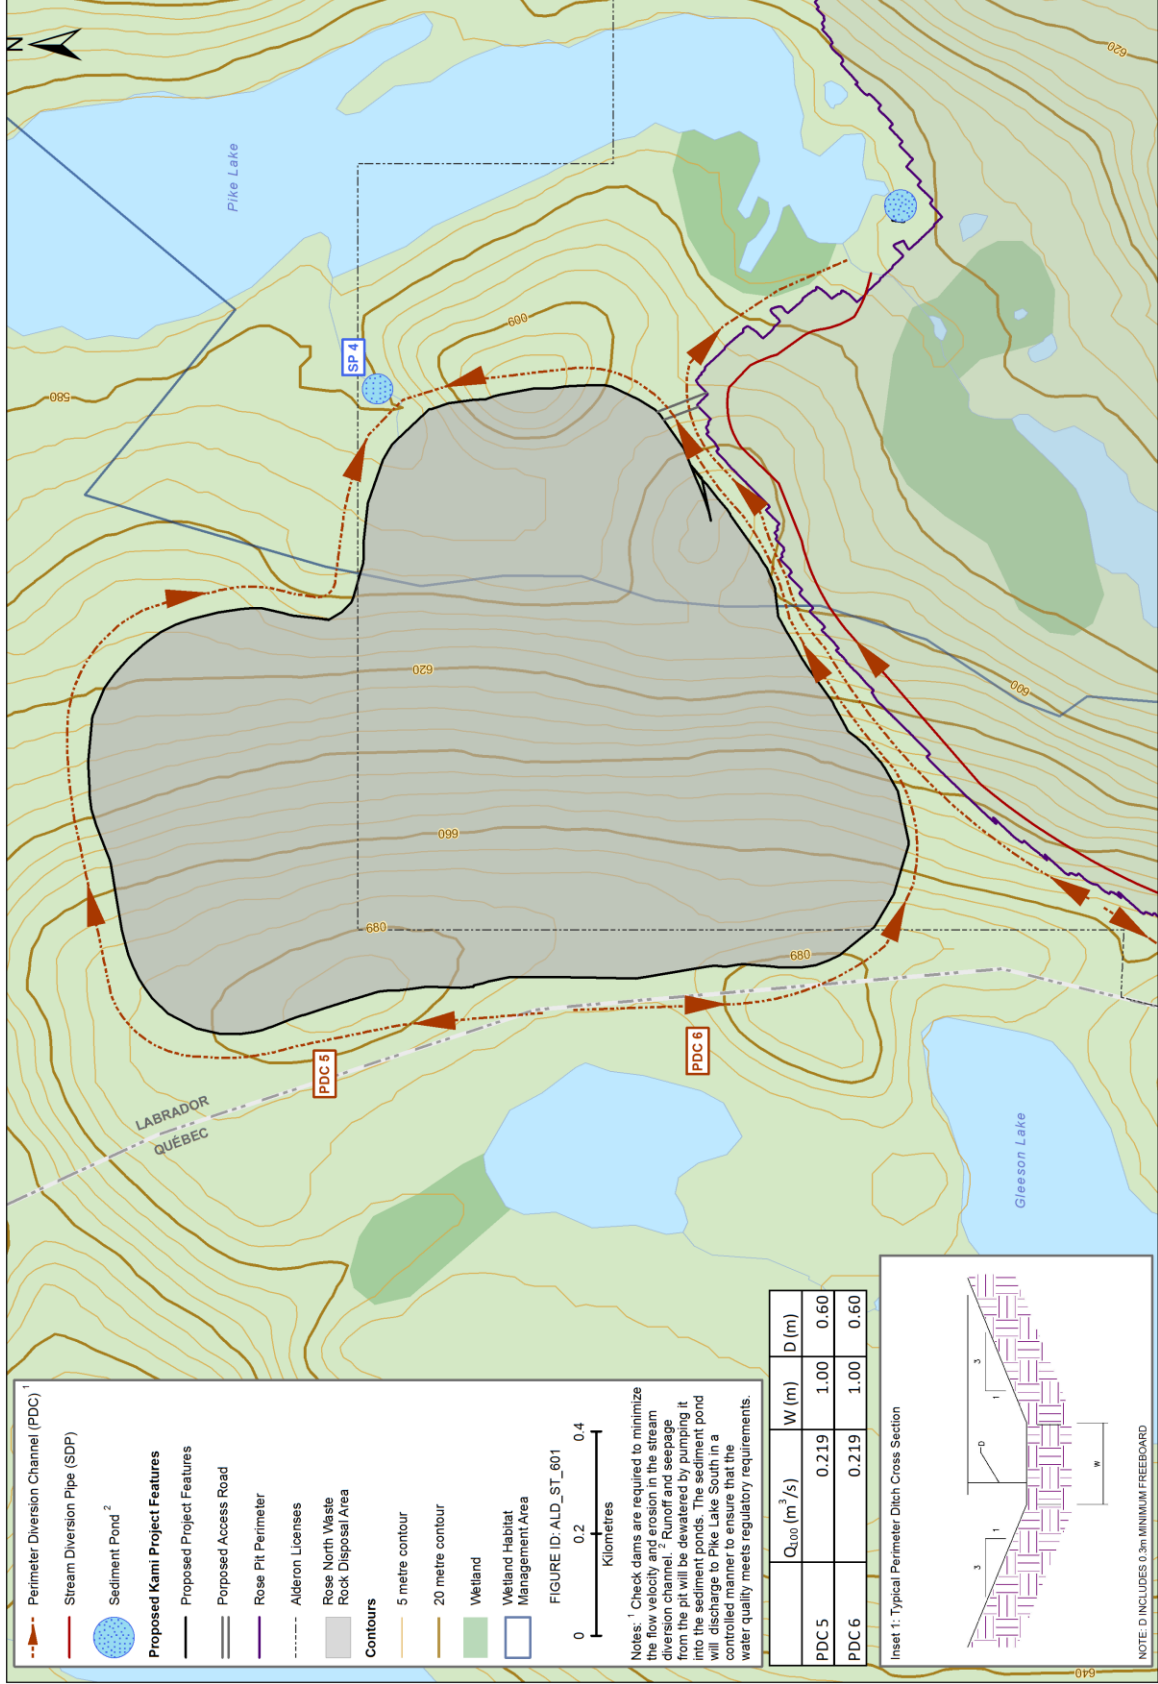 N
Pike Lake
580
SP 4
600
620
620
660
680
680
600
PDC 5
PDC 6
LABRADOR
QUÉBEC
Gleeson Lake
640
Perimeter Diversion Channel (PDC) 1
Stream Diversion Pipe (SDP)
Sediment Pond 2
Proposed Kami Project Features
Proposed Project Features
Porposed Access Road
Rose Pit Perimeter
Alderon Licenses
Rose North Waste
Rock Disposal Area
Contours
5 metre contour
20 metre contour
Wetland
Wetland Habitat
Management Area
FIGURE ID: ALD_ST_601
0 0.2 0.4
Kilometres
Notes: 1 Check dams are required to minimize
the flow velocity and erosion in the stream
diversion channel. 2 Runoff and seepage
from the pit will be dewatered by pumping it
into the sediment ponds. The sediment pond
will discharge to Pike Lake South in a
controlled manner to ensure that the
water quality meets regulatory requirements.
Q100 (m3/s) W (m) D (m)
PDC 5 0.219 1.00 0.60
PDC 6 0.219 1.00 0.60
Inset 1: Typical Perimeter Ditch Cross Section
3
1
D
1
3
W
NOTE: D INCLUDES 0.3m MINIMUM FREEBOARD